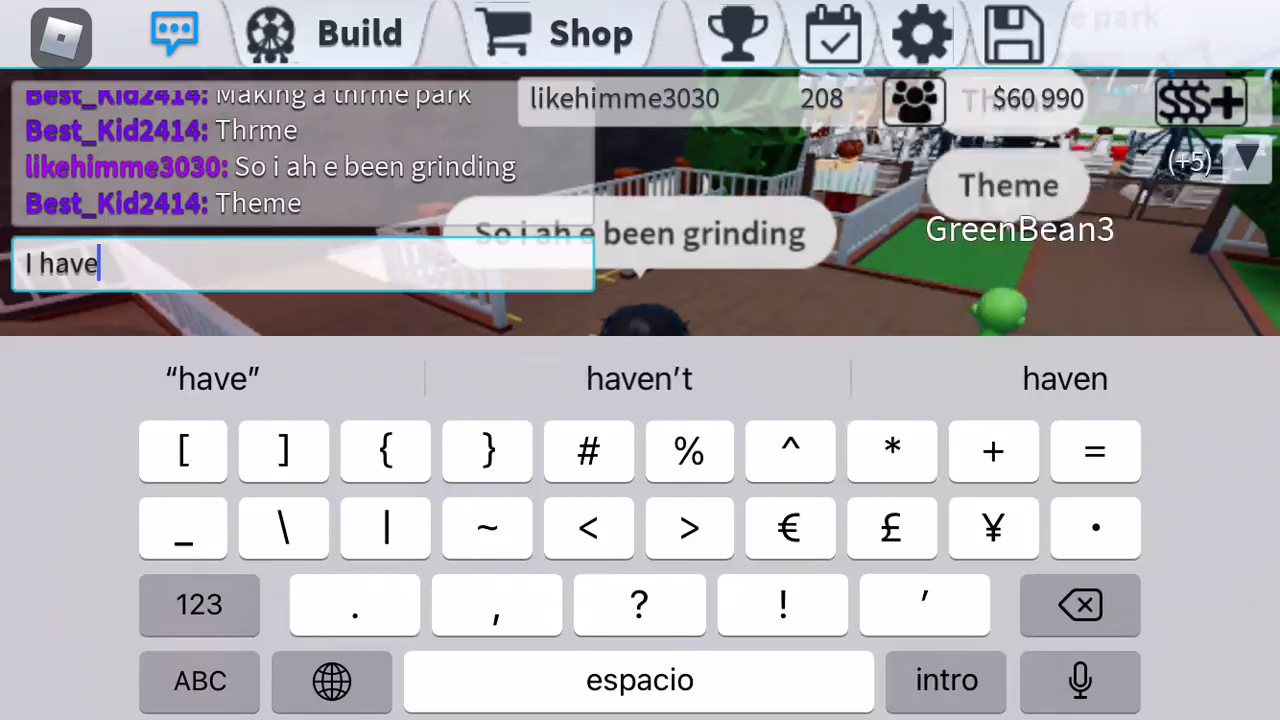 Build
Shop
e park
Best_Kid2414: Making a thrme park
Best_Kid2414: Thrme
likehimme3030: So i ah e been grinding
Best_Kid2414: Theme
likehimme3030 208
$60 990
$$$+
(+5)
Theme
GreenBean3
So i ah e been grinding
I have
“have” haven’t haven
[ ] { } # % ^ * + =
_ \ | ~ < > € £ ¥ •
123 . , ? ! ’
ABC espacio intro